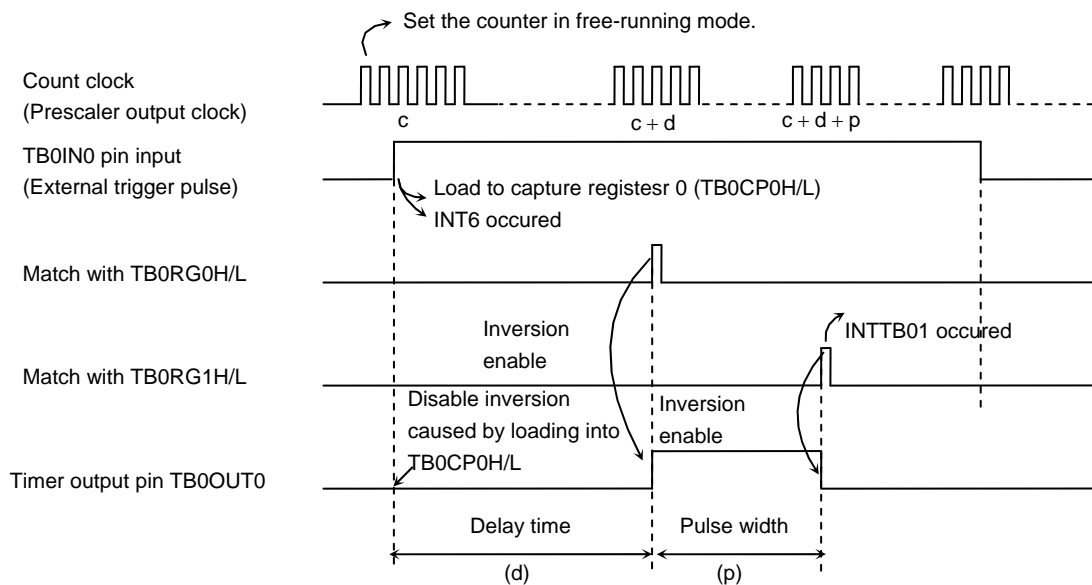 Set the counter in free-running mode.
Count clock
(Prescaler output clock)
c
c + d
c + d + p
TB0IN0 pin input
(External trigger pulse)
Load to capture registesr 0 (TB0CP0H/L)
INT6 occured
Match with TB0RG0H/L
Inversion
enable
INTTB01 occured
Match with TB0RG1H/L
Disable inversion
caused by loading into
TB0CP0H/L
Inversion
enable
Timer output pin TB0OUT0
Delay time
Pulse width
(d)
(p)